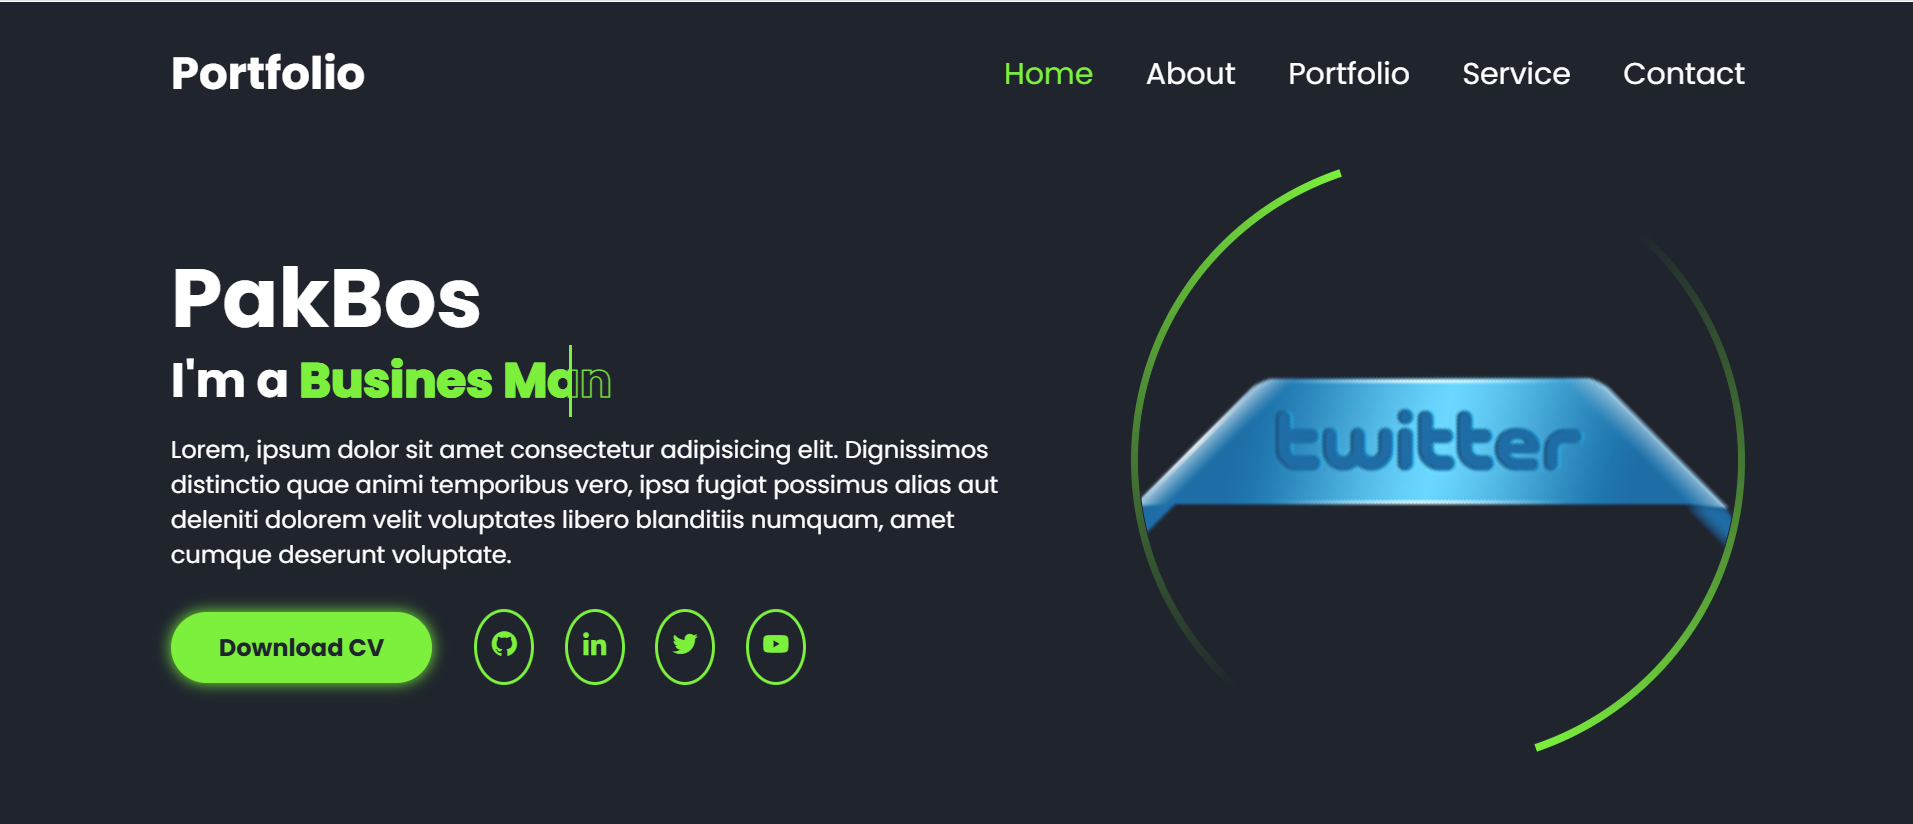 Portfolio
Home About Portfolio Service Contact
PakBos
I'm a Busines Man
twitter
Lorem, ipsum dolor sit amet consectetur adipisicing elit. Dignissimos
distinctio quae animi temporibus vero, ipsa fugiat possimus alias aut
deleniti dolorem velit voluptates libero blanditiis numquam, amet
cumque deserunt voluptate.
Download CV
in